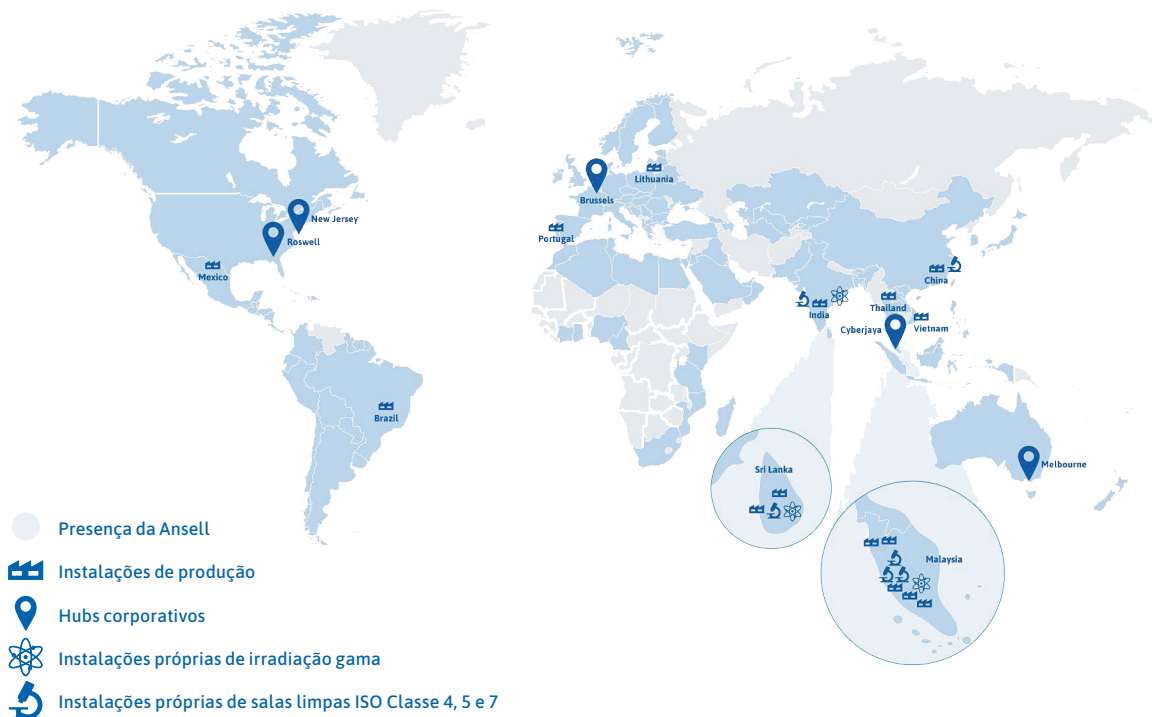 Lithuania
Brussels
New Jersey
Portugal
Roswell
Mexico
China
Thailand
India
Cyberjaya
Vietnam
Brazil
Melbourne
Sri Lanka
Malaysia
Presença da Ansell
Instalações de produção
Hubs corporativos
Instalações próprias de irradiação gama
Instalações próprias de salas limpas ISO Classe 4, 5 e 7